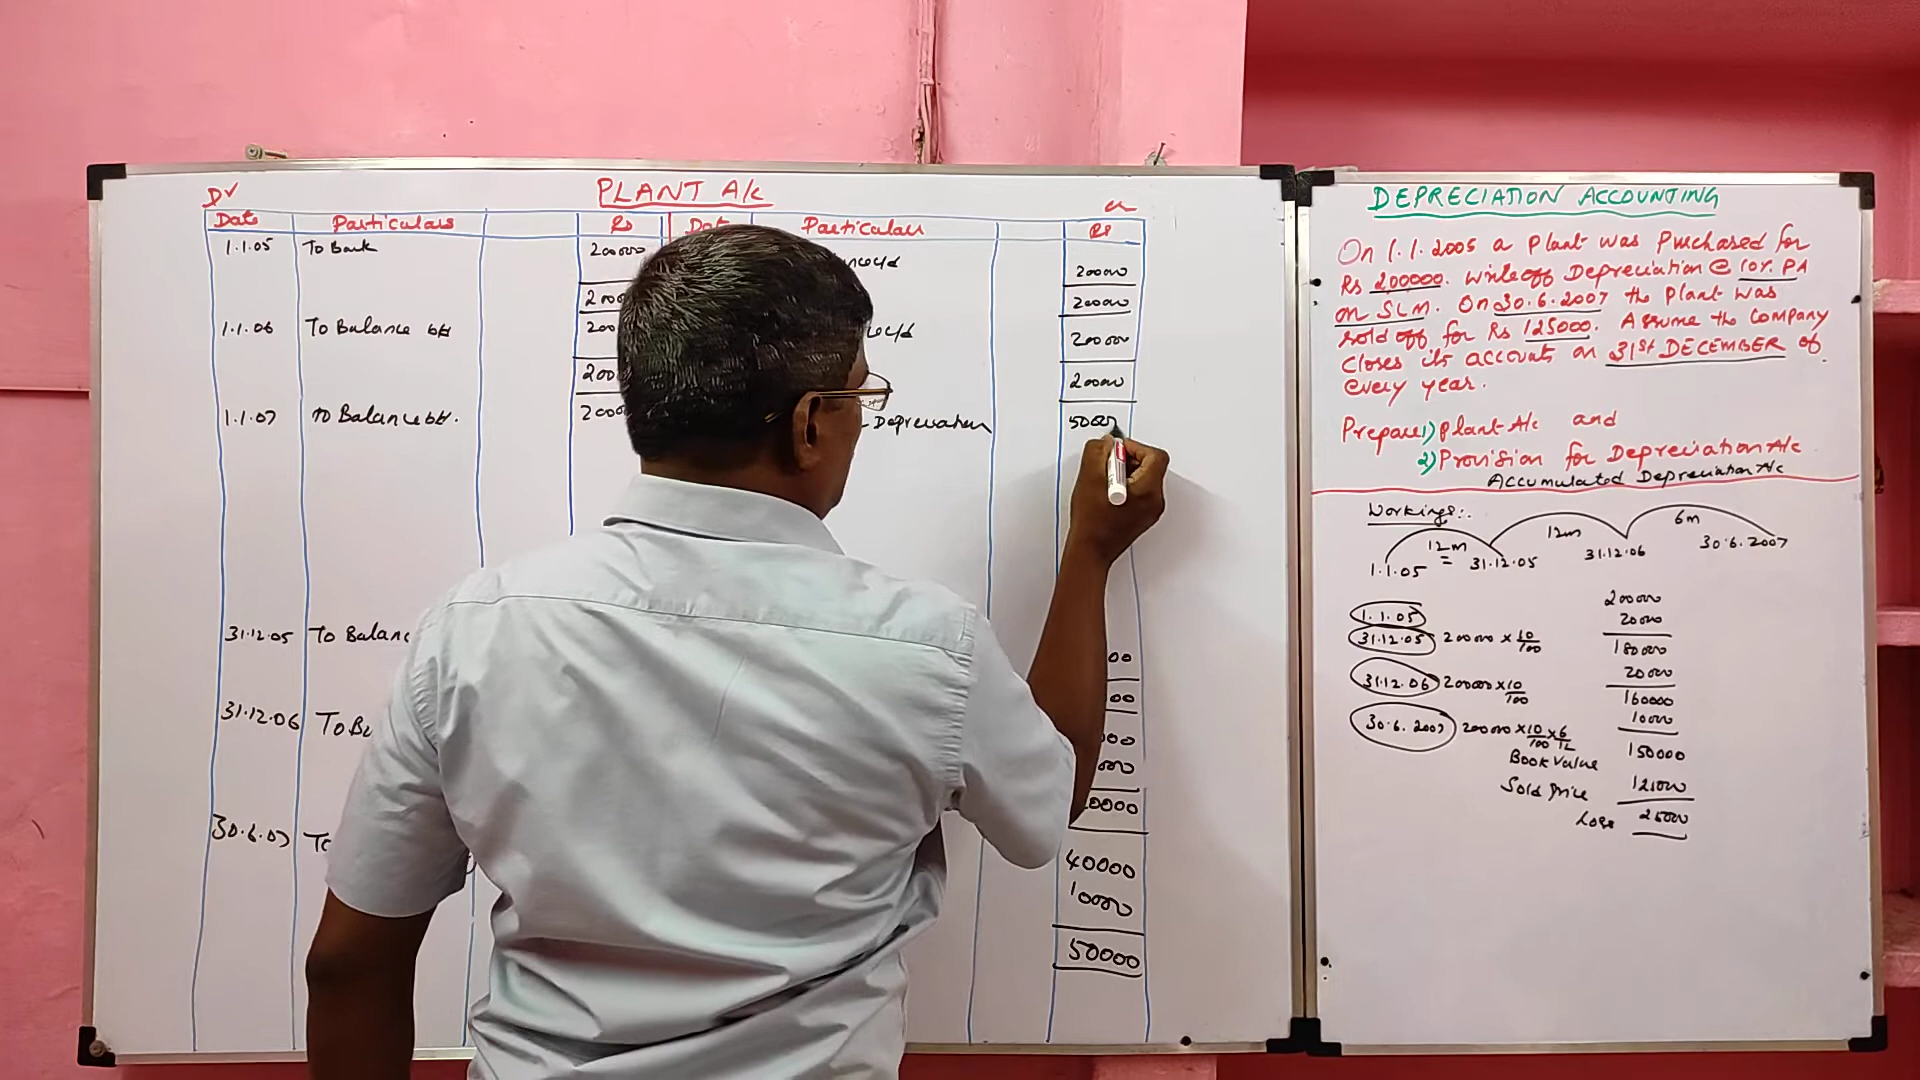 PLANT A/c
Dr
Cr
Date Particulars Rs Particulars Rs
1.1.05 To Bank 200000
200000
200000
1.1.06 To Balance b/d
200000
200000
1.1.07 To Balance b/d. Depreciation 50000
31.12.05 To Balanc
31.12.06 To B
30.6.07
40000
10000
50000
DEPRECIATION ACCOUNTING
On 1.1.2005 a Plant was Purchased for
Rs 200000. write off Depreciation @ 10% PA
on SLM. On 30.6.2007 the Plant was
sold off for Rs 125000. Assume the Company
closes its accounts on 31st DECEMBER of
every year.
Prepare 1) Plant A/c and
2) Provision for Depreciation A/c
Accumulated Depreciation A/c
Workings:-
12m 12m 6m
1.1.05 = 31.12.05 31.12.06 30.6.2007
1.1.05 200000
20000
31.12.05 200000 × 10/100 180000
31.12.06 200000 × 10/100 20000
160000
10000
30.6.2007 200000 × 10/100 × 6/12
Book Value 150000
Sold Price 125000
Loss 25000